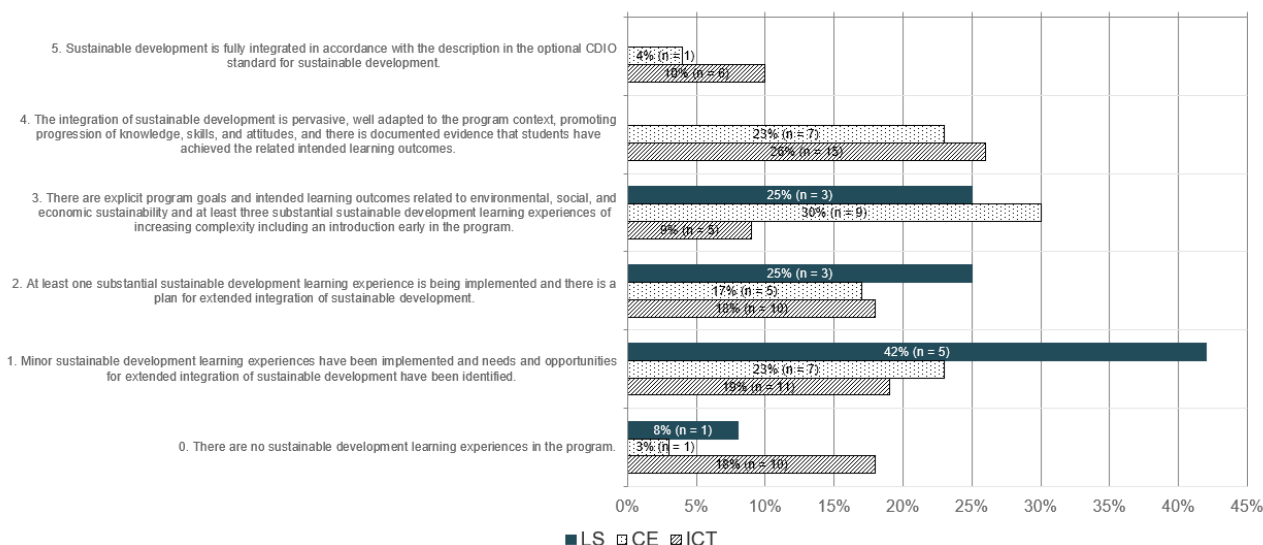 5. Sustainable development is fully integrated in accordance with the description in the optional CDIO
standard for sustainable development.
4% (n = 1)
10% (n = 6)
4. The integration of sustainable development is pervasive, well adapted to the program context, promoting
progression of knowledge, skills, and attitudes, and there is documented evidence that students have
achieved the related intended learning outcomes.
23% (n = 7)
26% (n = 15)
3. There are explicit program goals and intended learning outcomes related to environmental, social, and
economic sustainability and at least three substantial sustainable development learning experiences of
increasing complexity including an introduction early in the program.
25% (n = 3)
30% (n = 9)
9% (n = 5)
2. At least one substantial sustainable development learning experience is being implemented and there is a
plan for extended integration of sustainable development.
25% (n = 3)
17% (n = 5)
18% (n = 10)
1. Minor sustainable development learning experiences have been implemented and needs and opportunities
for extended integration of sustainable development have been identified.
42% (n = 5)
23% (n = 7)
19% (n = 11)
0. There are no sustainable development learning experiences in the program.
8% (n = 1)
3% (n = 1)
18% (n = 10)
0% 5% 10% 15% 20% 25% 30% 35% 40% 45%
LS CE ICT